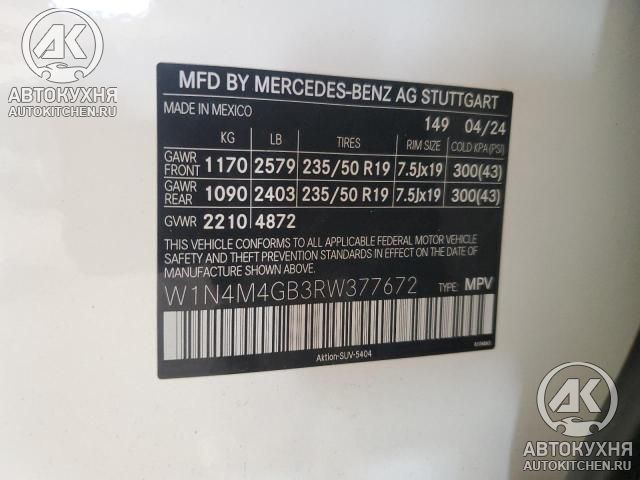 АВТОКУХНЯ
AUTOKITCHEN.RU
MFD BY MERCEDES-BENZ AG STUTTGART
MADE IN MEXICO 149 04/24
KG LB TIRES RIM SIZE COLD KPA (PSI)
GAWR FRONT 1170 2579 235/50 R19 7.5Jx19 300(43)
GAWR REAR 1090 2403 235/50 R19 7.5Jx19 300(43)
GVWR 2210 4872
THIS VEHICLE CONFORMS TO ALL APPLICABLE FEDERAL MOTOR VEHICLE
SAFETY AND THEFT PREVENTION STANDARDS IN EFFECT ON THE DATE OF
MANUFACTURE SHOWN ABOVE.
W1N4M4GB3RW377672 TYPE: MPV
Aktion-SUV-5404
АВТОКУХНЯ
AUTOKITCHEN.RU